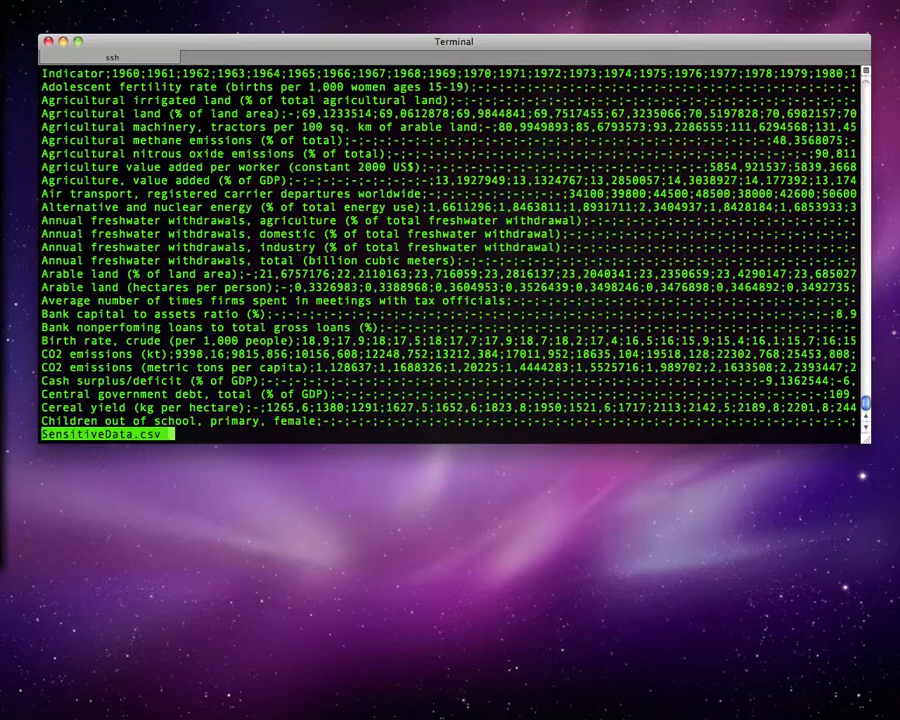 Terminal
ssh
Indicator;1960;1961;1962;1963;1964;1965;1966;1967;1968;1969;1970;1971;1972;1973;1974;1975;1976;1977;1978;1979;1980;1
Adolescent fertility rate (births per 1,000 women ages 15-19);-;-;-;-;-;-;-;-;-;-;-;-;-;-;-;-;-;-;-;-;-;-;-;-;-;-;-;
Agricultural irrigated land (% of total agricultural land);-;-;-;-;-;-;-;-;-;-;-;-;-;-;-;-;-;-;-;-;-;-;-;-;-;-;-;-;-
Agricultural land (% of land area);-;69,1233514;69,0612878;69,9844841;69,7517455;67,3235066;70,5197828;70,6982157;70
Agricultural machinery, tractors per 100 sq. km of arable land;-;80,9949893;85,6793573;93,2286555;111,6294568;131,45
Agricultural methane emissions (% of total);-;-;-;-;-;-;-;-;-;-;-;-;-;-;-;-;-;-;-;-;-;-;-;-;-;-;-;-;-;-;48,3568075;-
Agricultural nitrous oxide emissions (% of total);-;-;-;-;-;-;-;-;-;-;-;-;-;-;-;-;-;-;-;-;-;-;-;-;-;-;-;-;-;-;90,811
Agriculture value added per worker (constant 2000 US$);-;-;-;-;-;-;-;-;-;-;-;-;-;-;-;-;-;-;-;-;5854,921537;5839,3668
Agriculture, value added (% of GDP);-;-;-;-;-;-;-;-;-;-;13,1927949;13,1324767;13,2850057;14,3038927;14,177392;13,174
Air transport, registered carrier departures worldwide;-;-;-;-;-;-;-;-;-;-;34100;39800;44500;48500;38000;42600;50600
Alternative and nuclear energy (% of total energy use);1,6611296;1,8463811;1,8931711;2,3404937;1,8428184;1,6853933;3
Annual freshwater withdrawals, agriculture (% of total freshwater withdrawal);-;-;-;-;-;-;-;-;-;-;-;-;-;-;-;-;-;-;-
Annual freshwater withdrawals, domestic (% of total freshwater withdrawal);-;-;-;-;-;-;-;-;-;-;-;-;-;-;-;-;-;-;-;-;-
Annual freshwater withdrawals, industry (% of total freshwater withdrawal);-;-;-;-;-;-;-;-;-;-;-;-;-;-;-;-;-;-;-;-;-
Annual freshwater withdrawals, total (billion cubic meters);-;-;-;-;-;-;-;-;-;-;-;-;-;-;-;-;-;-;-;-;-;-;-;-;-;-;-;-
Arable land (% of land area);-;21,6757176;22,2110163;23,716059;23,2816137;23,2040341;23,2350659;23,4290147;23,685027
Arable land (hectares per person);-;0,3326983;0,3388968;0,3604953;0,3526439;0,3498246;0,3476898;0,3464892;0,3492735;
Average number of times firms spent in meetings with tax officials;-;-;-;-;-;-;-;-;-;-;-;-;-;-;-;-;-;-;-;-;-;-;-;-;-
Bank capital to assets ratio (%);-;-;-;-;-;-;-;-;-;-;-;-;-;-;-;-;-;-;-;-;-;-;-;-;-;-;-;-;-;-;-;-;-;-;-;-;-;-;-;-;8,9
Bank nonperfoming loans to total gross loans (%);-;-;-;-;-;-;-;-;-;-;-;-;-;-;-;-;-;-;-;-;-;-;-;-;-;-;-;-;-;-;-;-;-;-
Birth rate, crude (per 1,000 people);18,9;17,9;18;17,5;18;17,7;17,9;18,7;18,2;17,4;16,5;16;15,9;15,4;16,1;15,7;16;15
CO2 emissions (kt);9398,16;9815,856;10156,608;12248,752;13212,384;17011,952;18635,104;19518,128;22302,768;25453,808;
CO2 emissions (metric tons per capita);1,128637;1,1688326;1,20225;1,4444283;1,5525716;1,989702;2,1633508;2,2393447;2
Cash surplus/deficit (% of GDP);-;-;-;-;-;-;-;-;-;-;-;-;-;-;-;-;-;-;-;-;-;-;-;-;-;-;-;-;-;-;-;-;-;-;-;-9,1362544;-6,
Central government debt, total (% of GDP);-;-;-;-;-;-;-;-;-;-;-;-;-;-;-;-;-;-;-;-;-;-;-;-;-;-;-;-;-;-;-;-;-;-;-;109,
Cereal yield (kg per hectare);-;1265,6;1380;1291;1627,5;1652,6;1823,8;1950;1521,6;1717;2113;2142,5;2189,8;2201,8;244
Children out of school, primary, female;-;-;-;-;-;-;-;-;-;-;-;-;-;-;-;-;-;-;-;-;-;-;-;-;-;-;-;-;-;-;-;-;-;-;-;-;-;-
SensitiveData.csv